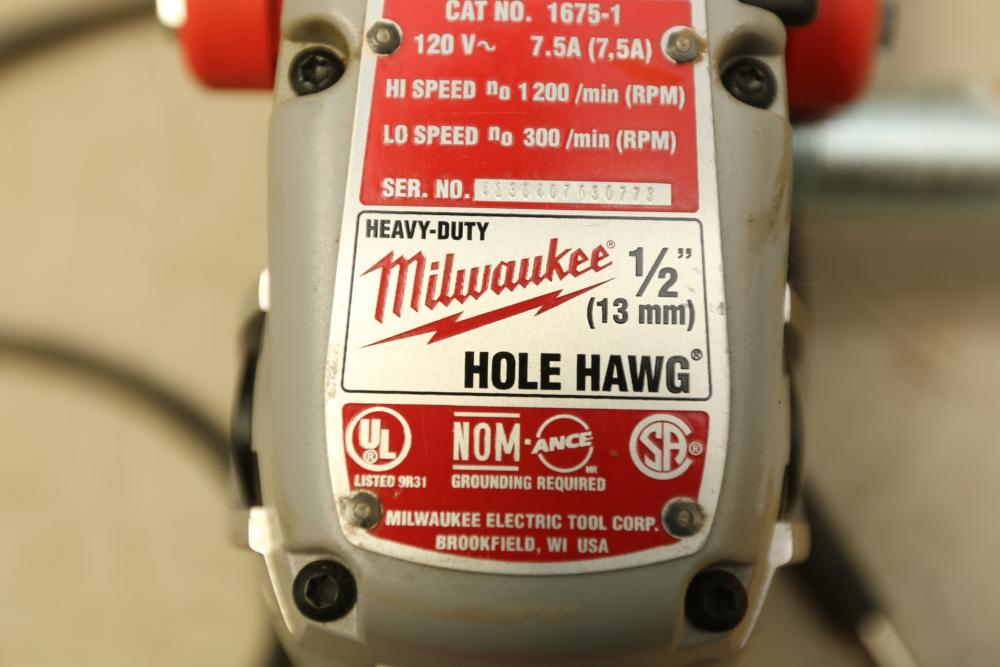 CAT NO. 1675-1
120 V~ 7.5A (7,5A)
HI SPEED no 1200 /min (RPM)
LO SPEED no 300 /min (RPM)
SER. NO.
HEAVY-DUTY
Milwaukee® 1/2"
(13 mm)
HOLE HAWG®
UL® NOM-ANCE MR SA®
LISTED 9R31 GROUNDING REQUIRED
MILWAUKEE ELECTRIC TOOL CORP.
BROOKFIELD, WI USA